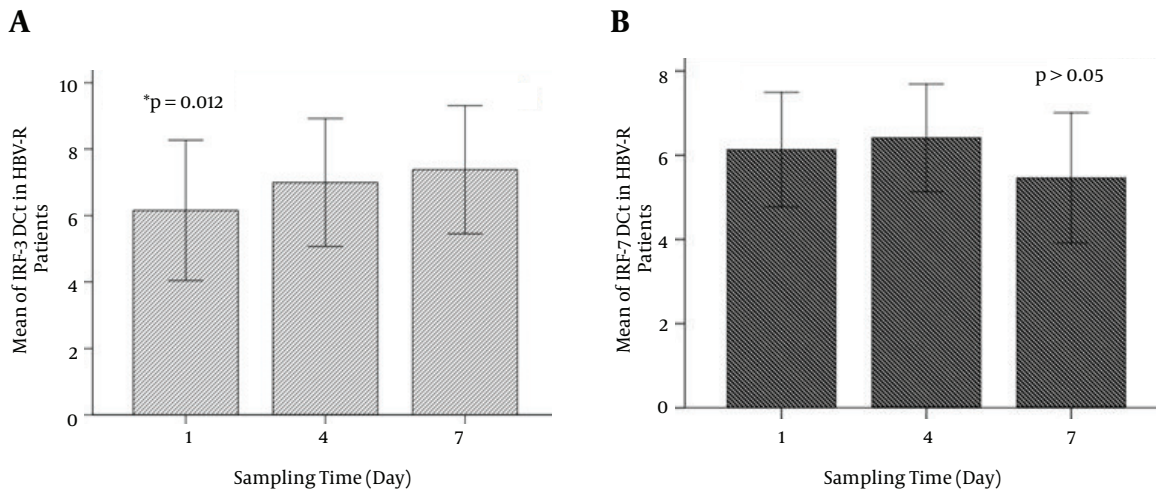 A
Mean of IRF-3 DCt in HBV-R
Patients
10
8
6
4
2
0
*p = 0.012
1 4 7
Sampling Time (Day)
B
Mean of IRF-7 DCt in HBV-R
Patients
8
6
4
2
0
p > 0.05
1 4 7
Sampling Time (Day)